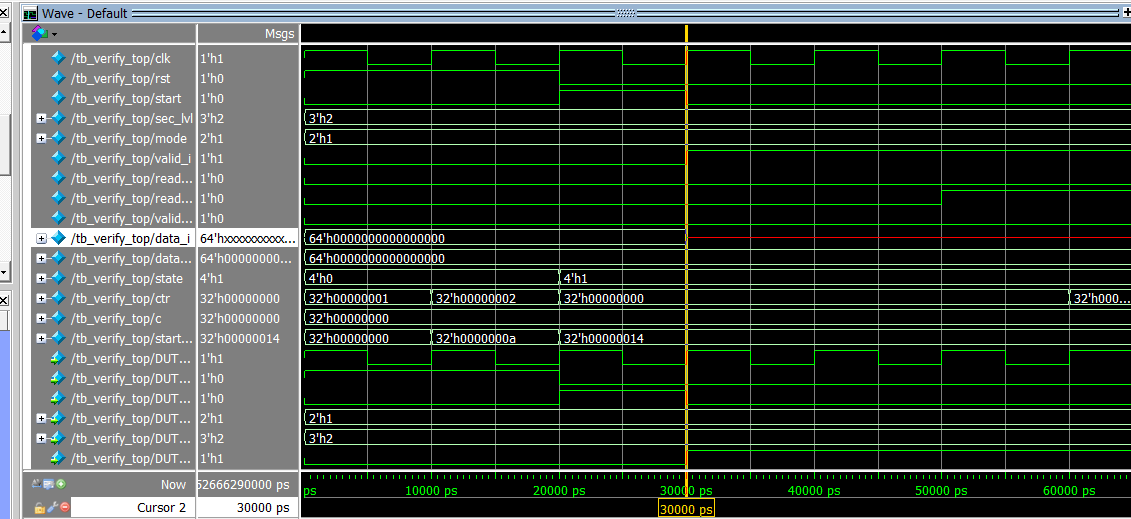 Wave - Default
Msgs
/tb_verify_top/clk 1'h1
/tb_verify_top/rst 1'h0
/tb_verify_top/start 1'h0
/tb_verify_top/sec_lvl 3'h2 3'h2
/tb_verify_top/mode 2'h1 2'h1
/tb_verify_top/valid_i 1'h1
/tb_verify_top/read... 1'h0
/tb_verify_top/read... 1'h0
/tb_verify_top/valid... 1'h0
/tb_verify_top/data_i 64'hxxxxxxxxxx... 64'h0000000000000000
/tb_verify_top/data... 64'h00000000... 64'h0000000000000000
/tb_verify_top/state 4'h1 4'h0 4'h1
/tb_verify_top/ctr 32'h00000000 32'h00000001 32'h00000002 32'h00000000 32'h000...
/tb_verify_top/c 32'h00000000 32'h00000000
/tb_verify_top/start... 32'h00000014 32'h00000000 32'h0000000a 32'h00000014
/tb_verify_top/DUT... 1'h1
/tb_verify_top/DUT... 1'h0
/tb_verify_top/DUT... 1'h0
/tb_verify_top/DUT... 2'h1 2'h1
/tb_verify_top/DUT... 3'h2 3'h2
/tb_verify_top/DUT... 1'h1
Now 52666290000 ps ps 10000 ps 20000 ps 30000 ps 40000 ps 50000 ps 60000 ps
Cursor 2 30000 ps 30000 ps